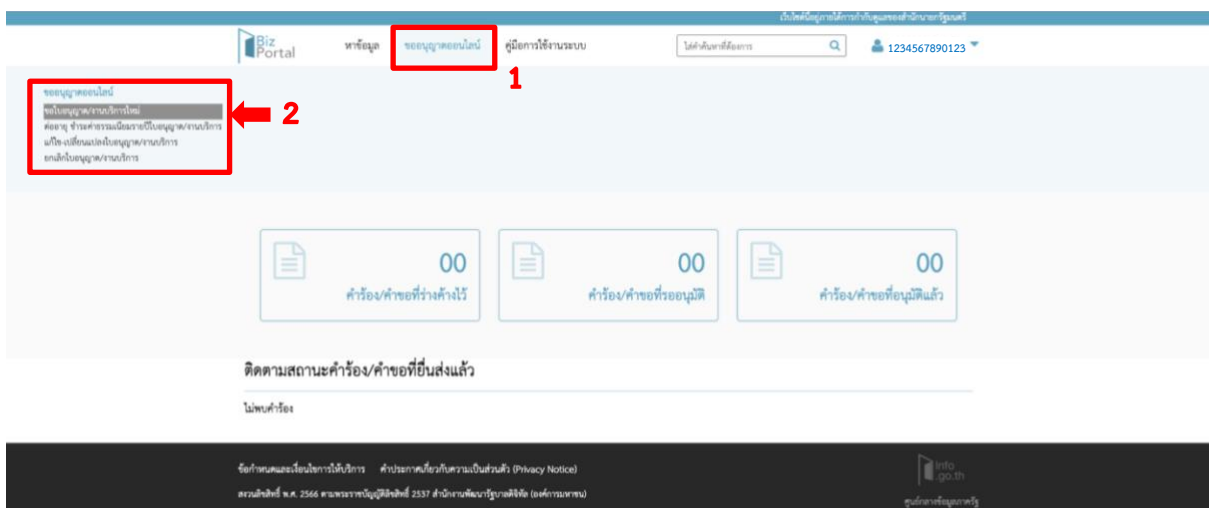 เว็บไซต์นี้อยู่ภายใต้การกำกับดูแลของสำนักนายกรัฐมนตรี
Biz Portal หาข้อมูล ขออนุญาตออนไลน์ คู่มือการใช้งานระบบ ใส่คำค้นหาที่ต้องการ 1234567890123
1
ขออนุญาตออนไลน์
ขอใบอนุญาต/งานบริการใหม่
ต่ออายุ ชำระค่าธรรมเนียมรายปีใบอนุญาต/งานบริการ
แก้ไข-เปลี่ยนแปลงใบอนุญาต/งานบริการ
ยกเลิกใบอนุญาต/งานบริการ
2
00 00 00
คำร้อง/คำขอที่ร่างค้างไว้ คำร้อง/คำขอที่รออนุมัติ คำร้อง/คำขอที่อนุมัติแล้ว
ติดตามสถานะคำร้อง/คำขอที่ยื่นส่งแล้ว
ไม่พบคำร้อง
ข้อกำหนดและเงื่อนไขการให้บริการ คำประกาศเกี่ยวกับความเป็นส่วนตัว (Privacy Notice)
สงวนลิขสิทธิ์ พ.ศ. 2566 ตามพระราชบัญญัติลิขสิทธิ์ 2537 สำนักงานพัฒนารัฐบาลดิจิทัล (องค์การมหาชน)
Info
.go.th
ศูนย์กลางข้อมูลภาครัฐ